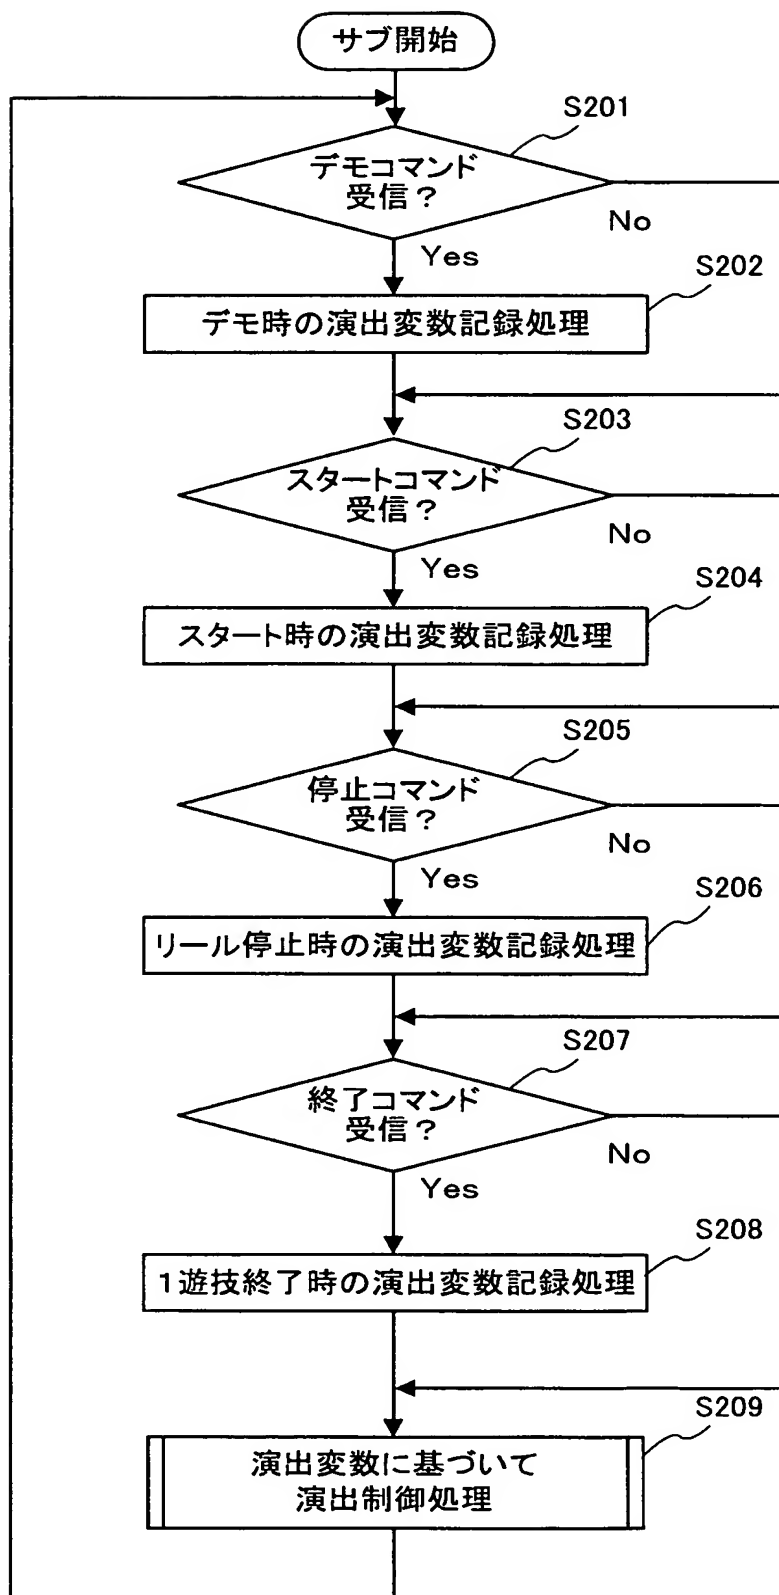 サブ開始
S201
デモコマンド
受信？
No
Yes
S202
デモ時の演出変数記録処理
S203
スタートコマンド
受信？
No
Yes
S204
スタート時の演出変数記録処理
S205
停止コマンド
受信？
No
Yes
S206
リール停止時の演出変数記録処理
S207
終了コマンド
受信？
No
Yes
S208
1遊技終了時の演出変数記録処理
S209
演出変数に基づいて
演出制御処理